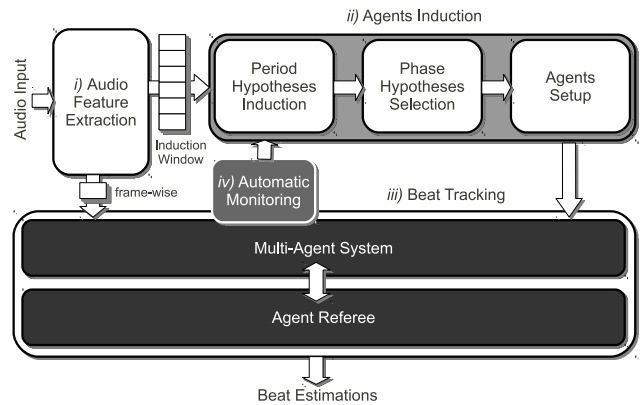 ii) Agents Induction
Audio Input
i) Audio
Feature
Extraction
Induction
Window
Period
Hypotheses
Induction
Phase
Hypotheses
Selection
Agents
Setup
frame-wise
iv) Automatic
Monitoring
iii) Beat Tracking
Multi-Agent System
Agent Referee
Beat Estimations